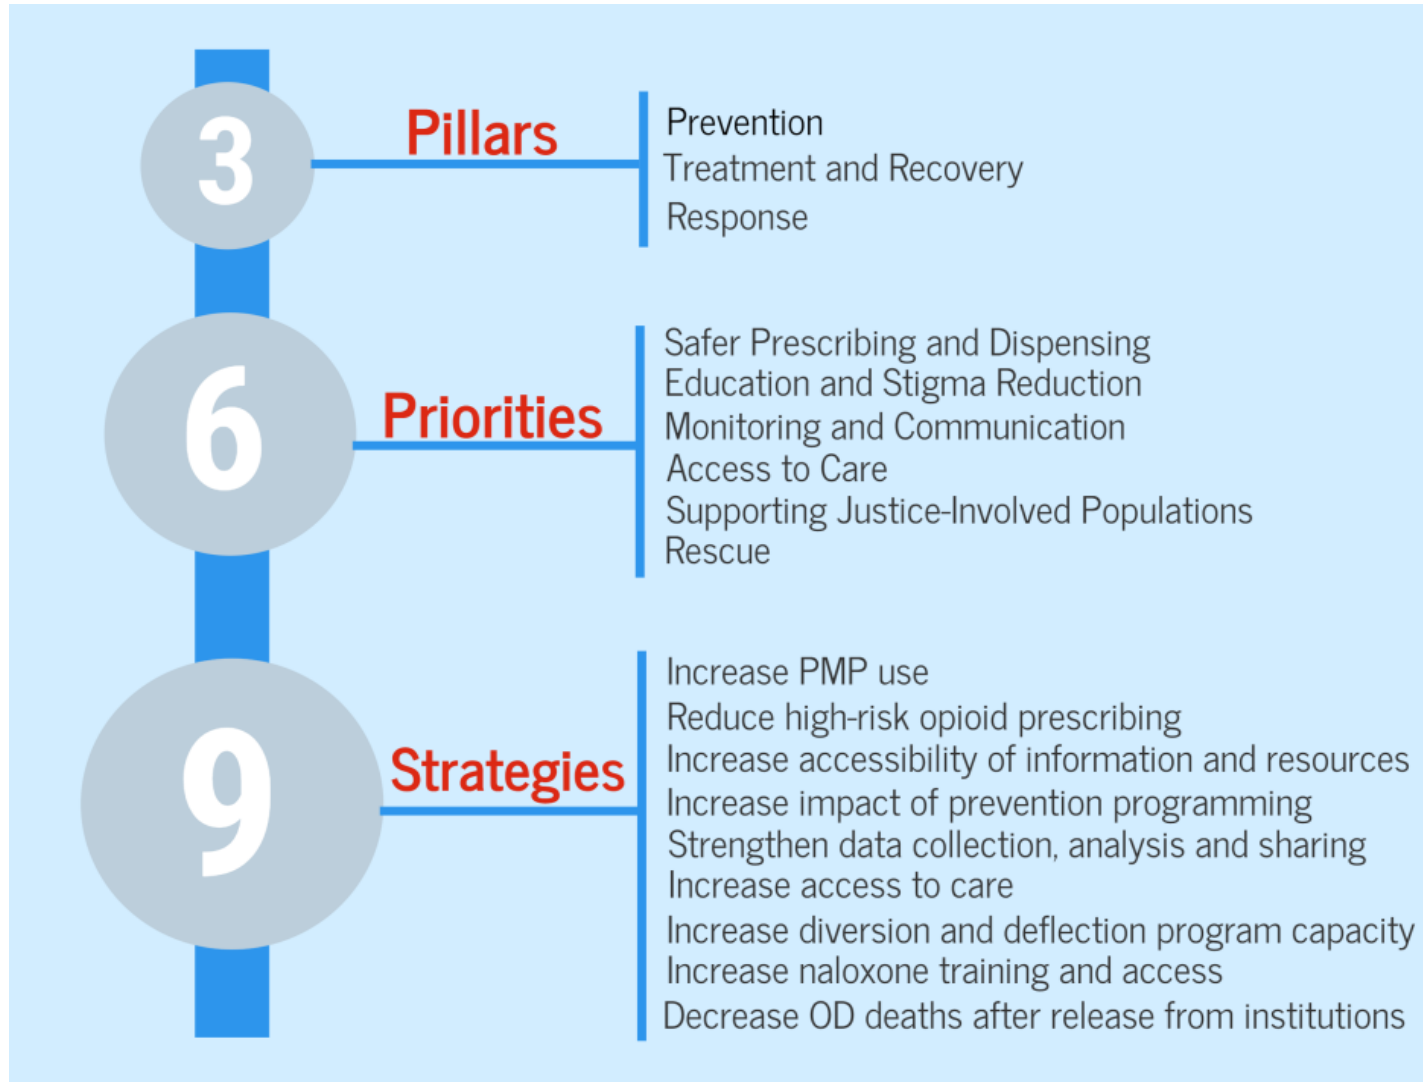 3
Pillars
Prevention
Treatment and Recovery
Response
6
Priorities
Safer Prescribing and Dispensing
Education and Stigma Reduction
Monitoring and Communication
Access to Care
Supporting Justice-Involved Populations
Rescue
9
Strategies
Increase PMP use
Reduce high-risk opioid prescribing
Increase accessibility of information and resources
Increase impact of prevention programming
Strengthen data collection, analysis and sharing
Increase access to care
Increase diversion and deflection program capacity
Increase naloxone training and access
Decrease OD deaths after release from institutions